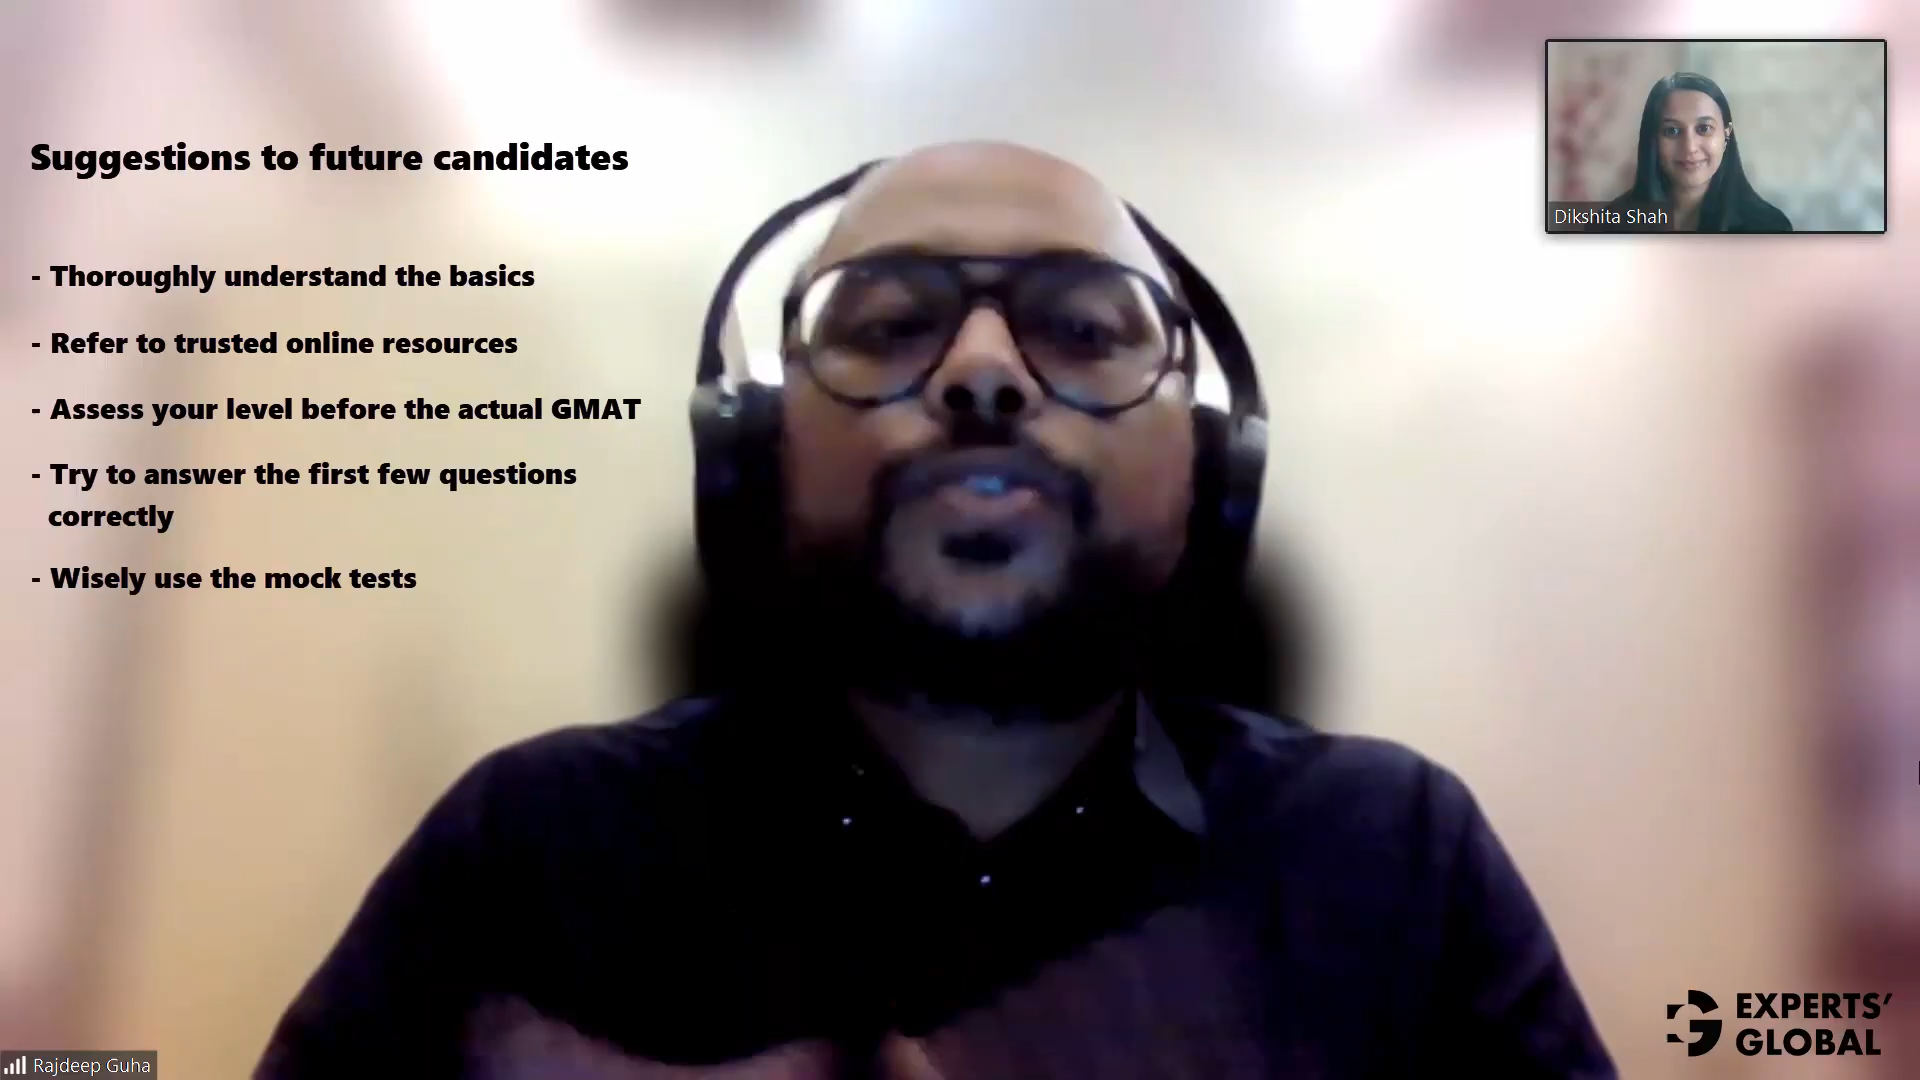 Suggestions to future candidates
- Thoroughly understand the basics
- Refer to trusted online resources
- Assess your level before the actual GMAT
- Try to answer the first few questions
correctly
- Wisely use the mock tests
Dikshita Shah
Rajdeep Guha
EXPERTS'
GLOBAL